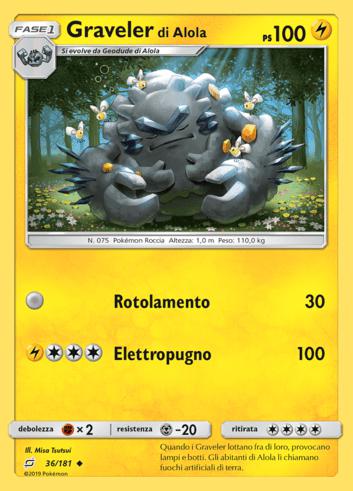 FASE 1
Graveler di Alola
PS 100
Si evolve da Geodude di Alola
N. 075 Pokémon Roccia Altezza: 1,0 m Peso: 110,0 kg
Rotolamento 30
Elettropugno 100
debolezza × 2 resistenza -20 ritirata
Ill. Misa Tsutsui
36/181
©2019 Pokémon
Quando i Graveler lottano fra di loro, provocano
lampi e botti. Gli abitanti di Alola li chiamano
fuochi artificiali di terra.